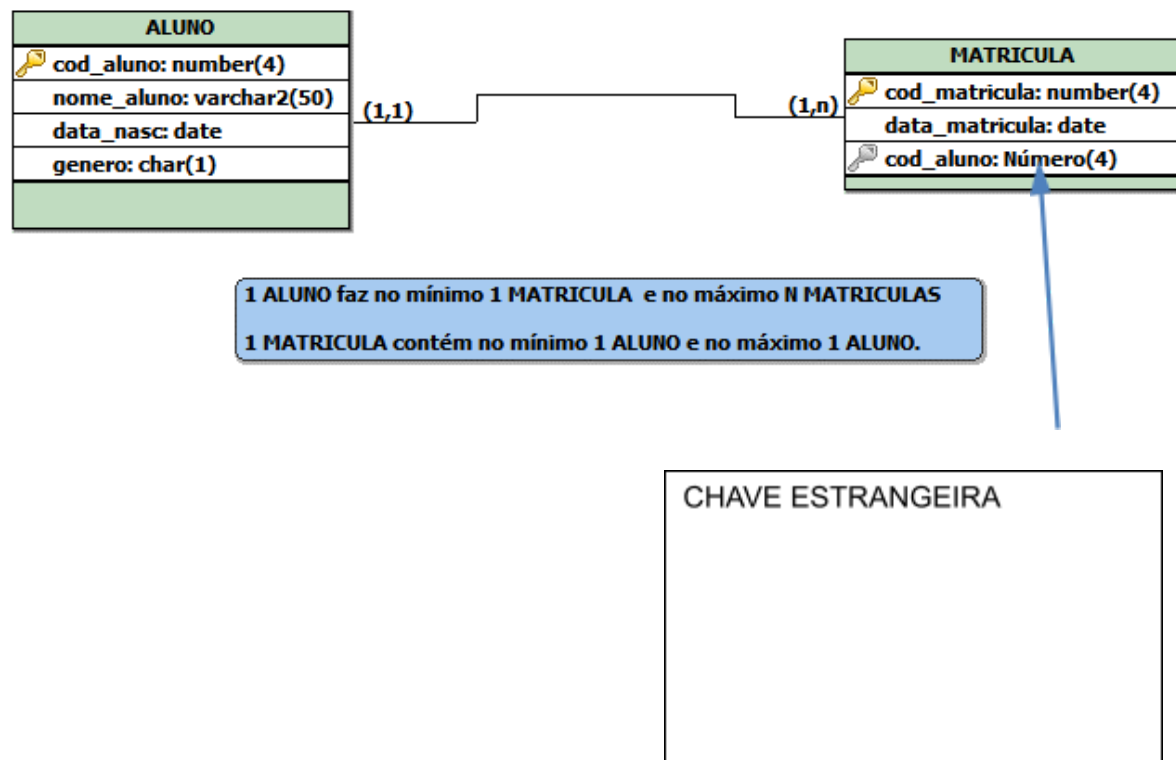 ALUNO
cod_aluno: number(4)
nome_aluno: varchar2(50)
data_nasc: date
genero: char(1)
(1,1)
(1,n)
MATRICULA
cod_matricula: number(4)
data_matricula: date
cod_aluno: Número(4)
1 ALUNO faz no mínimo 1 MATRICULA e no máximo N MATRICULAS
1 MATRICULA contém no mínimo 1 ALUNO e no máximo 1 ALUNO.
CHAVE ESTRANGEIRA